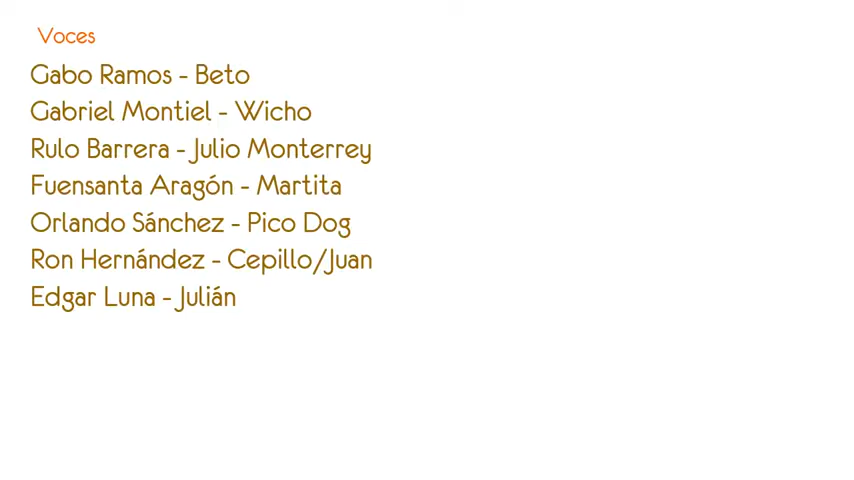 Voces
Gabo Ramos - Beto
Gabriel Montiel - Wicho
Rulo Barrera - Julio Monterrey
Fuensanta Aragón - Martita
Orlando Sánchez - Pico Dog
Ron Hernández - Cepillo/Juan
Edgar Luna - Julián